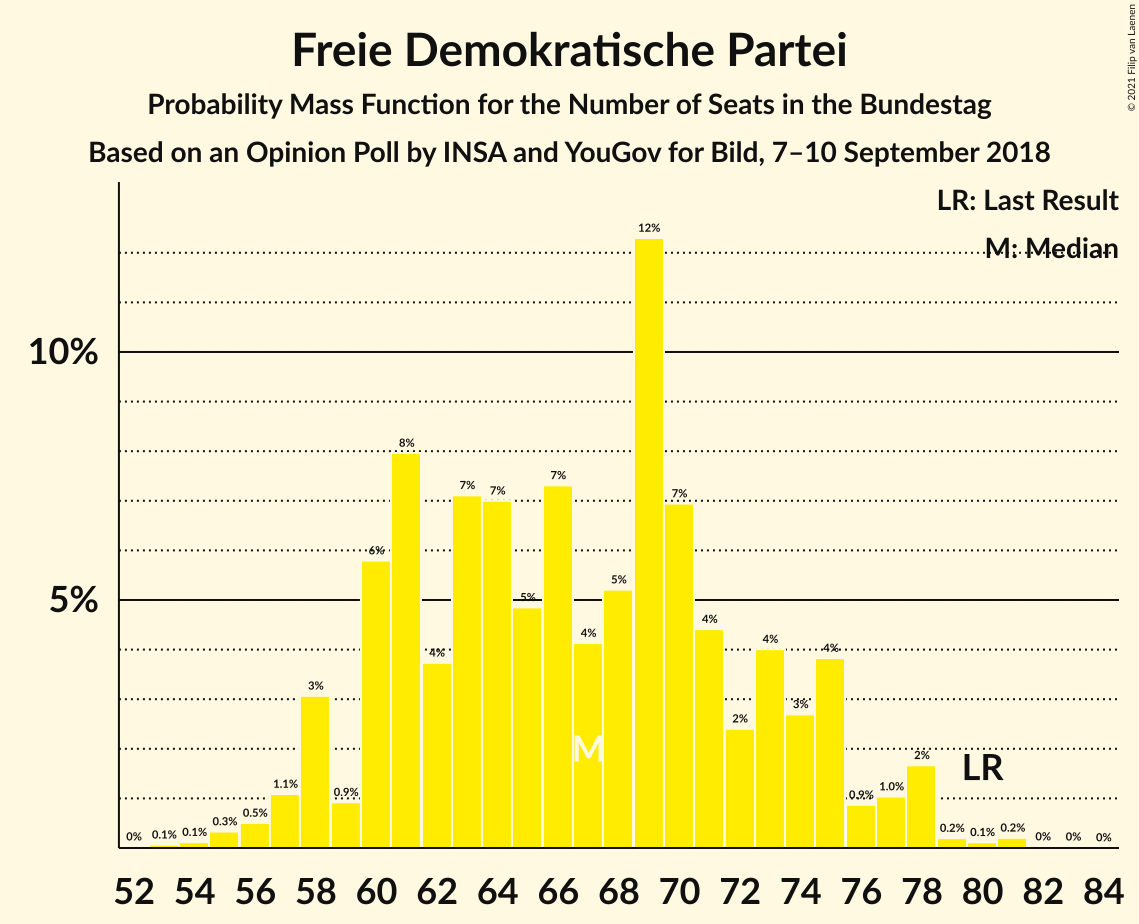 Freie Demokratische Partei
Probability Mass Function for the Number of Seats in the Bundestag
Based on an Opinion Poll by INSA and YouGov for Bild, 7–10 September 2018
© 2021 Filip van Laenen
LR: Last Result
M: Median
10%
5%
0% 0.1% 0.1% 0.3% 0.5% 1.1% 3% 0.9% 6% 8% 4% 7% 7% 5% 7% 4% 5% 12% 7% 4% 2% 4% 3% 4% 0.9% 1.0% 2% 0.2% 0.1% 0.2% 0% 0% 0%
M
LR
52 54 56 58 60 62 64 66 68 70 72 74 76 78 80 82 84